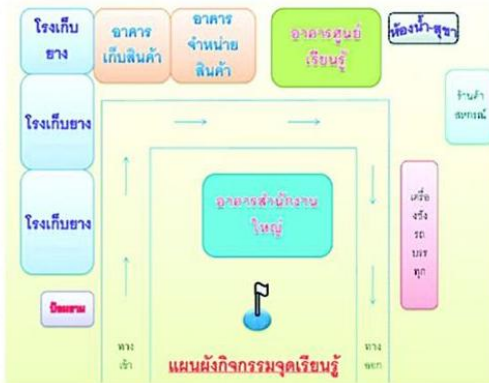 โรงเก็บ
ยาง
อาคาร
เก็บสินค้า
อาคาร
จำหน่าย
สินค้า
อาคารศูนย์
เรียนรู้
ห้องน้ำ-สุขา
ร้านค้า
สหกรณ์
โรงเก็บยาง
โรงเก็บยาง
อาคารสำนักงาน
ใหญ่
เครื่อ
งชั่ง
รถ
บรร
ทุก
ป้อมยาม
ทาง
เข้า
ทาง
ออก
แผนผังกิจกรรมจุดเรียนรู้